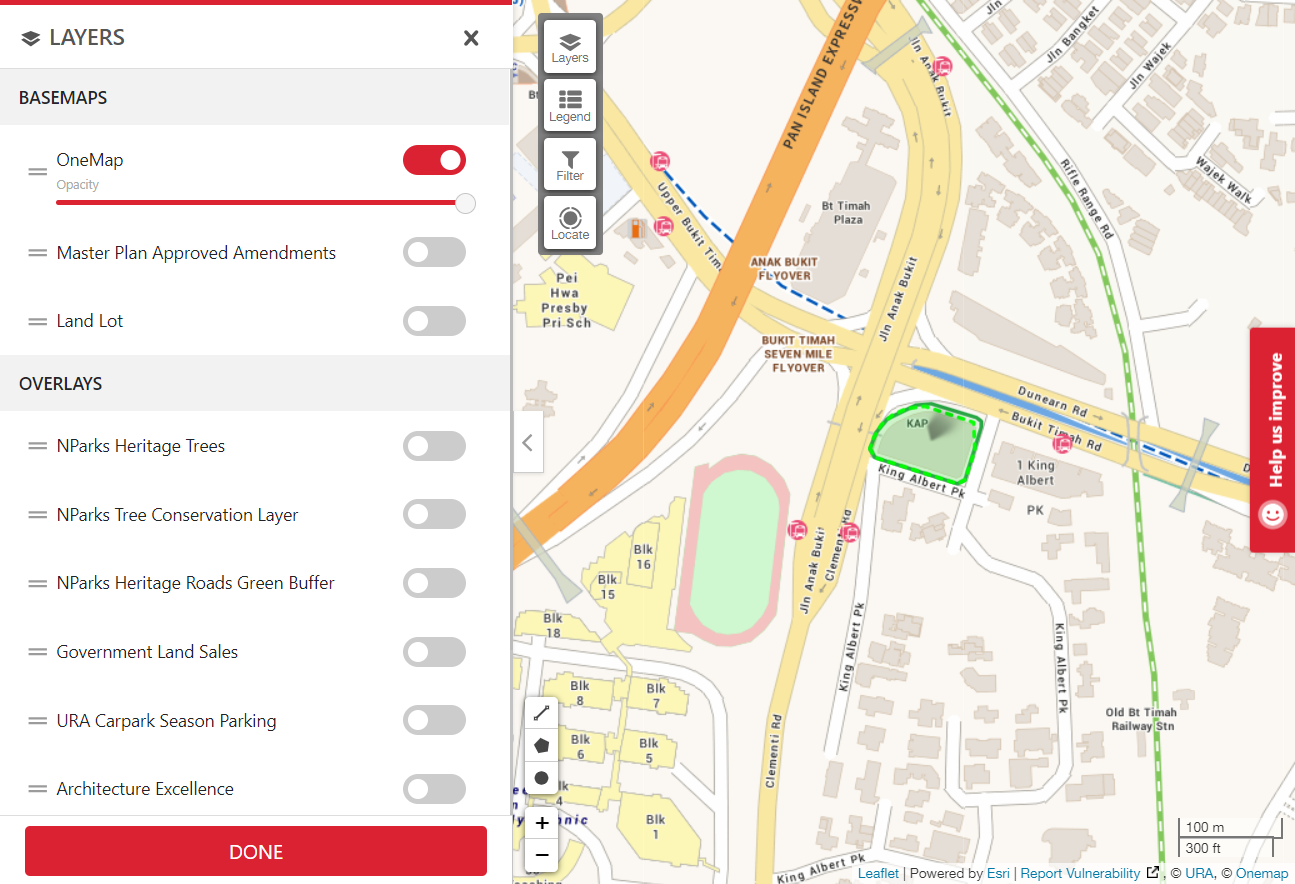 LAYERS
BASEMAPS
OneMap
Opacity
Master Plan Approved Amendments
Land Lot
OVERLAYS
NParks Heritage Trees
NParks Tree Conservation Layer
NParks Heritage Roads Green Buffer
Government Land Sales
URA Carpark Season Parking
Architecture Excellence
DONE
Layers
Legend
Filter
Locate
PAN ISLAND EXPRESSW
Jln Anak Bukit
Jln
Jln Bangket
Jln Wajek
Wajek Walk
Rifle Range Rd
Bt
Bt Timah
Plaza
Upper Bukit Tim
ANAK BUKIT
FLYOVER
Pei
Hwa
Presby
Pri Sch
Jln Anak Bukit
BUKIT TIMAH
SEVEN MILE
FLYOVER
Dunearn Rd
Bukit Timah Rd
D
KAP
King Albert Pk
1 King
Albert
PK
Help us improve
Blk
16
Blk
15
Blk
18
Jln Anak Bukit
Clementi Rd
King Albert Pk
King Albert Pk
Blk
8
Blk
7
Blk
6
Blk
5
lk
4
Blk
1
nic
Clementi Rd
Old Bt Timah
Railway Stn
King Albert Pk
+
−
100 m
300 ft
Leaflet | Powered by Esri | Report Vulnerability , © URA, © Onemap